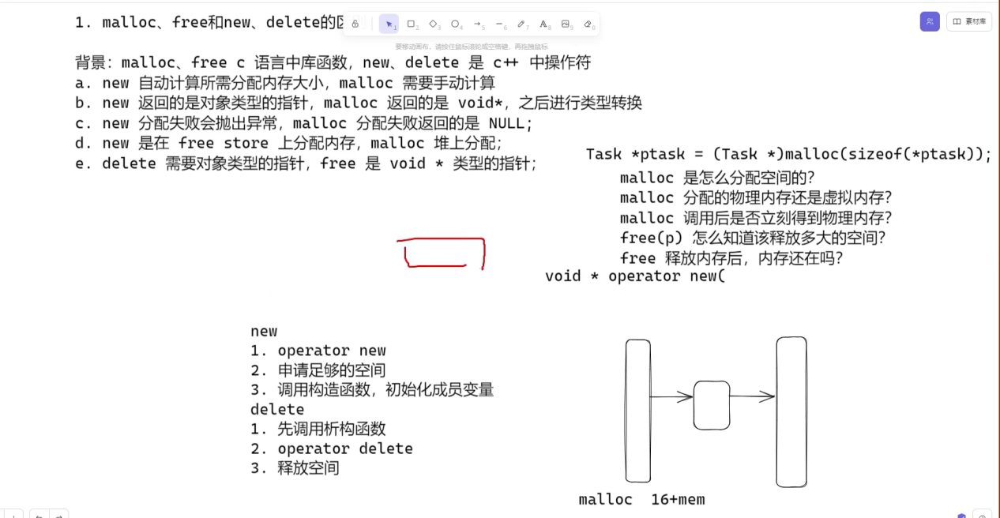 1. malloc、free和new、delete的区
素材库
要移动画布，请按住鼠标滚轮或空格键，再拖拽鼠标
背景：malloc、free c 语言中库函数，new、delete 是 c++ 中操作符
a. new 自动计算所需分配内存大小，malloc 需要手动计算
b. new 返回的是对象类型的指针，malloc 返回的是 void*，之后进行类型转换
c. new 分配失败会抛出异常，malloc 分配失败返回的是 NULL；
d. new 是在 free store 上分配内存，malloc 堆上分配；
e. delete 需要对象类型的指针，free 是 void * 类型的指针；
Task *ptask = (Task *)malloc(sizeof(*ptask));
malloc 是怎么分配空间的？
malloc 分配的物理内存还是虚拟内存？
malloc 调用后是否立刻得到物理内存？
free(p) 怎么知道该释放多大的空间？
free 释放内存后，内存还在吗？
void * operator new(
new
1. operator new
2. 申请足够的空间
3. 调用构造函数，初始化成员变量
delete
1. 先调用析构函数
2. operator delete
3. 释放空间
malloc 16+mem